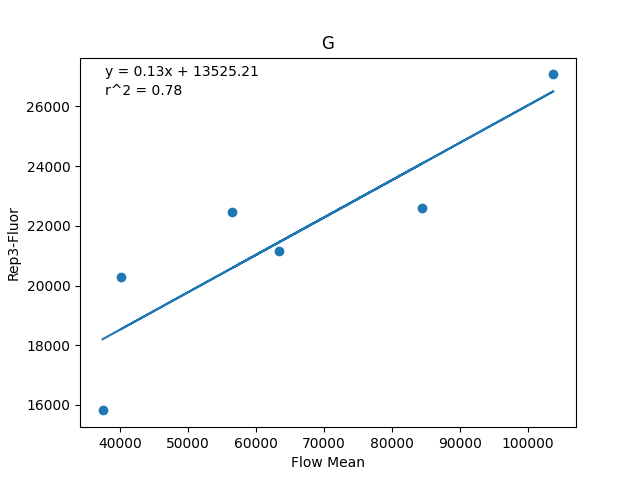 G
y = 0.13x + 13525.21
r^2 = 0.78
26000
24000
22000
20000
18000
16000
Rep3-Fluor
40000 50000 60000 70000 80000 90000 100000
Flow Mean